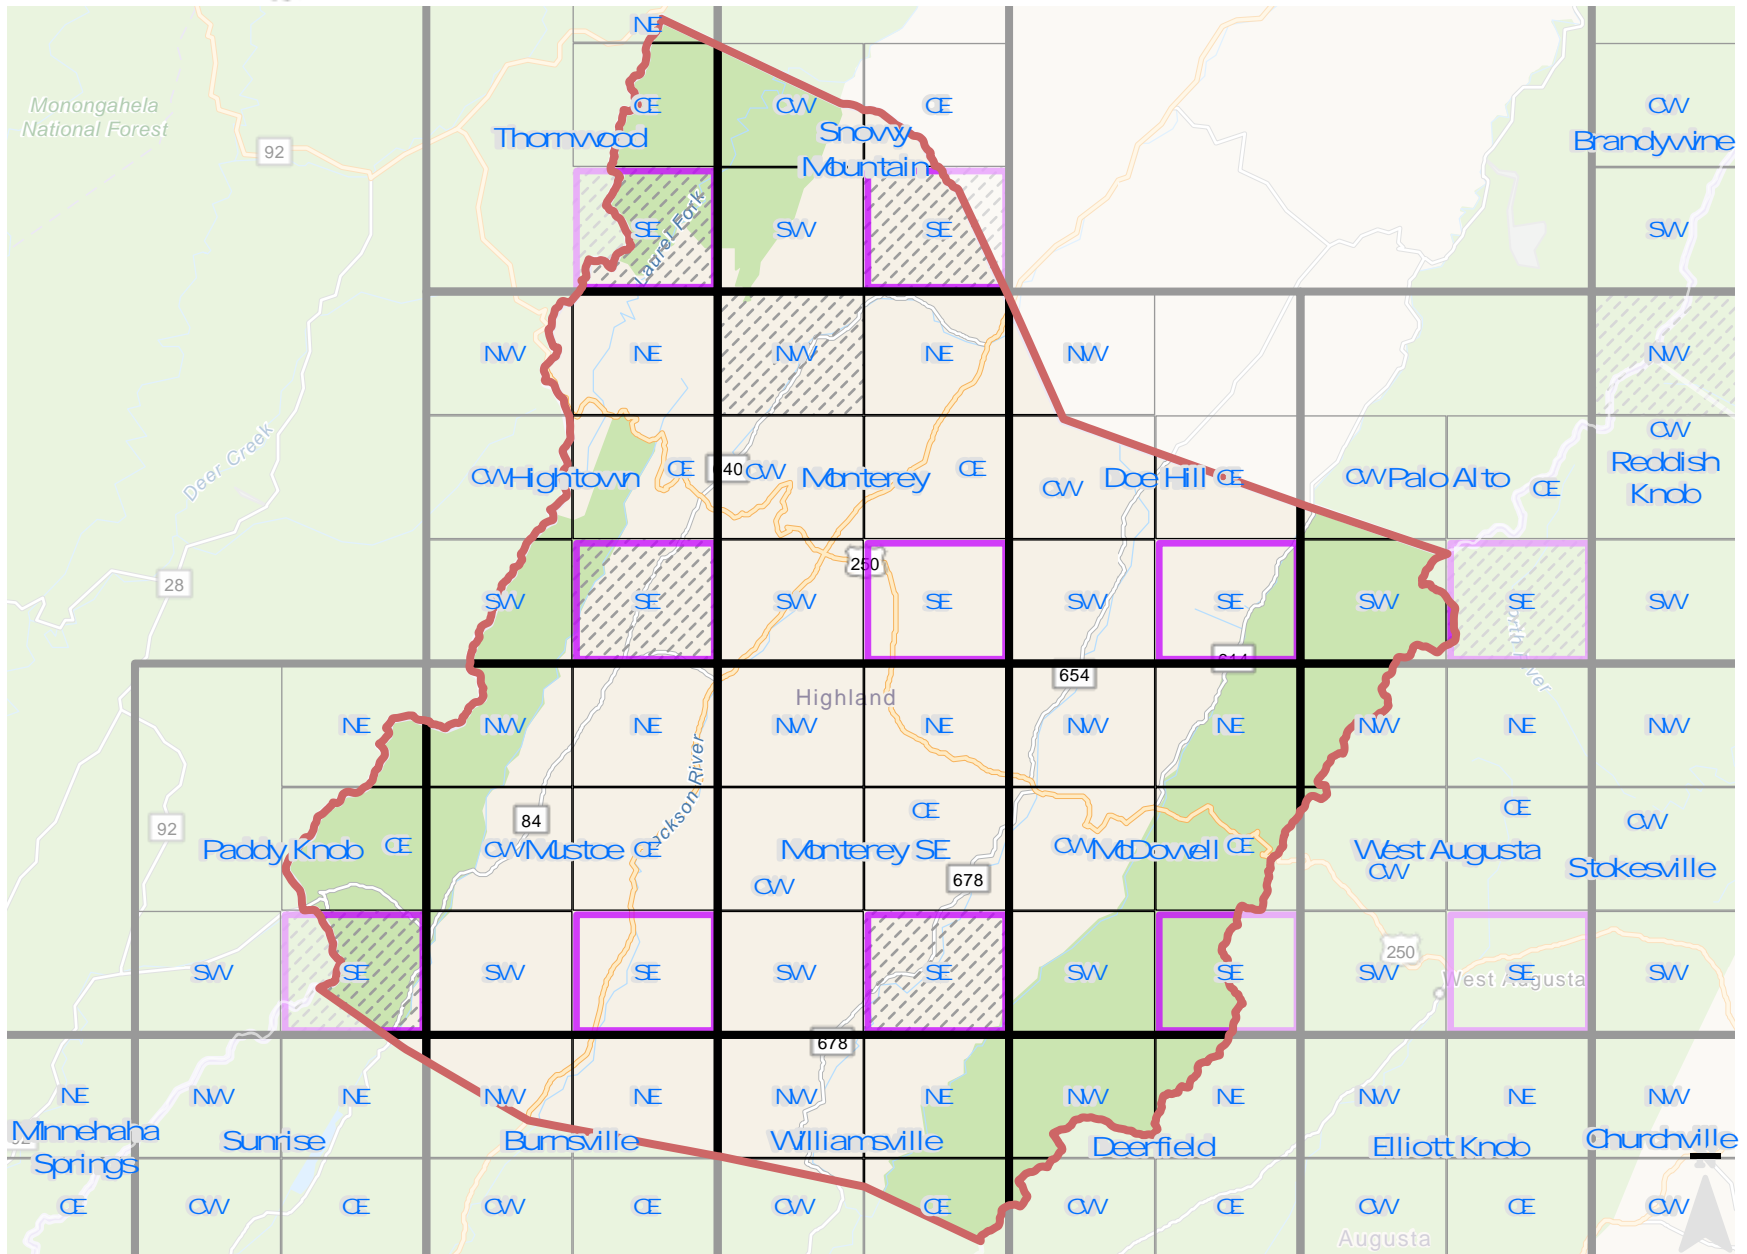 NE
Monongahela
National Forest
CE
CW
CE
CW
Thornwood
Snowy
Mountain
Brandywine
92
SE
Laurel Fork
SW
SE
SW
NW
NE
NW
NE
NW
NW
Deer Creek
CW Hightown
CE
640
CW
Monterey
CE
CW
Doe Hill
CE
CW Palo Alto
CE
CW
Reddish
Knob
28
250
SW
SE
SW
SE
SW
SE
SW
SE
SW
654
Highland
NE
NW
NE
NW
NE
NW
NE
NW
NE
NW
Jackson River
92
Paddy Knob
CE
84
CW Mustoe
CE
CE
Monterey SE
CW
678
CW McDowell
CE
CE
West Augusta
CW
CW
Stokesville
SW
SE
SW
SE
SW
SE
SW
SE
250
SW
SE
West Augusta
SW
678
NE
NW
NE
NW
NE
NW
NE
NW
NE
NW
NE
NW
Minnehaha
Springs
Sunrise
Burnsville
Williamsville
Deerfield
Elliott Knob
Churchville
CE
CW
CE
CW
CE
CW
CE
CW
CE
CW
CE
CW
Augusta